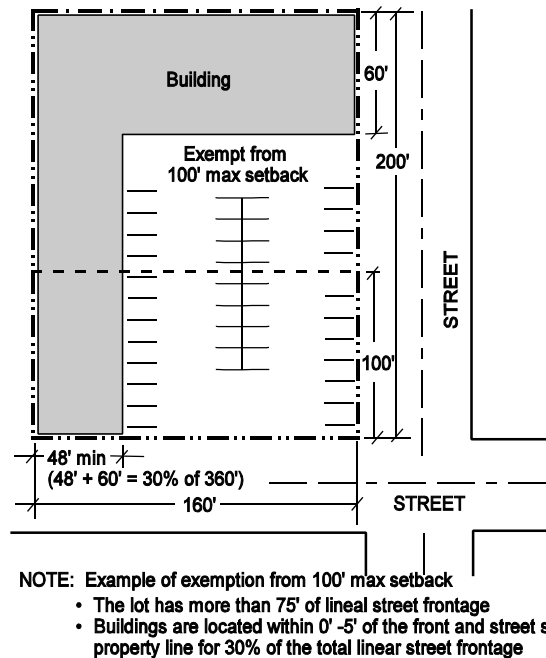 Building
60'
Exempt from
100' max setback
200'
STREET
100'
48' min
(48' + 60' = 30% of 360')
160'
STREET
NOTE: Example of exemption from 100' max setback
• The lot has more than 75' of lineal street frontage
• Buildings are located within 0' -5' of the front and street s
property line for 30% of the total linear street frontage